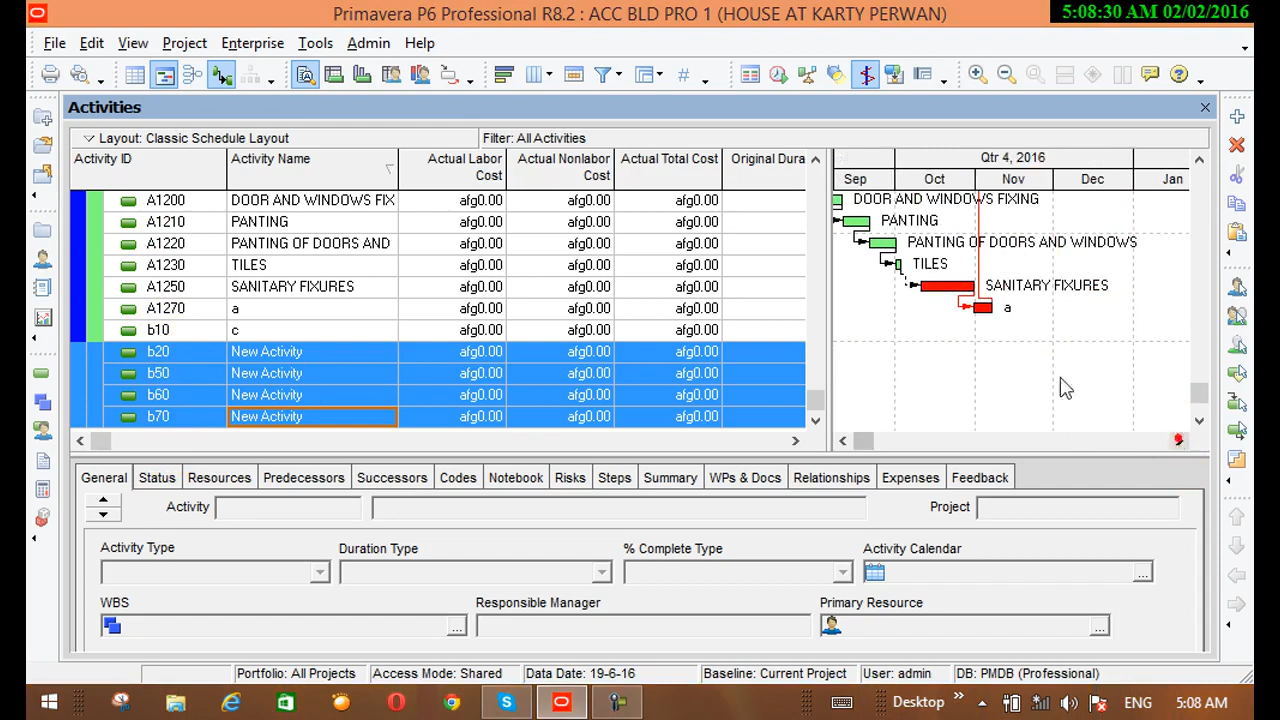 Primavera P6 Professional R8.2 : ACC BLD PRO 1 (HOUSE AT KARTY PERWAN)
5:08:30 AM 02/02/2016
File Edit View Project Enterprise Tools Admin Help
Activities
Layout: Classic Schedule Layout Filter: All Activities
Activity ID Activity Name Actual Labor Cost Actual Nonlabor Cost Actual Total Cost Original Dura
Qtr 4, 2016
Sep Oct Nov Dec Jan
A1200 DOOR AND WINDOWS FIX afg0.00 afg0.00 afg0.00 DOOR AND WINDOWS FIXING
A1210 PANTING afg0.00 afg0.00 afg0.00 PANTING
A1220 PANTING OF DOORS AND afg0.00 afg0.00 afg0.00 PANTING OF DOORS AND WINDOWS
A1230 TILES afg0.00 afg0.00 afg0.00 TILES
A1250 SANITARY FIXURES afg0.00 afg0.00 afg0.00 SANITARY FIXURES
A1270 a afg0.00 afg0.00 afg0.00 a
b10 c afg0.00 afg0.00 afg0.00
b20 New Activity afg0.00 afg0.00 afg0.00
b50 New Activity afg0.00 afg0.00 afg0.00
b60 New Activity afg0.00 afg0.00 afg0.00
b70 New Activity afg0.00 afg0.00 afg0.00
General Status Resources Predecessors Successors Codes Notebook Risks Steps Summary WPs & Docs Relationships Expenses Feedback
Activity Project
Activity Type Duration Type % Complete Type Activity Calendar
WBS Responsible Manager Primary Resource
Portfolio: All Projects Access Mode: Shared Data Date: 19-6-16 Baseline: Current Project User: admin DB: PMDB (Professional)
Desktop ENG 5:08 AM